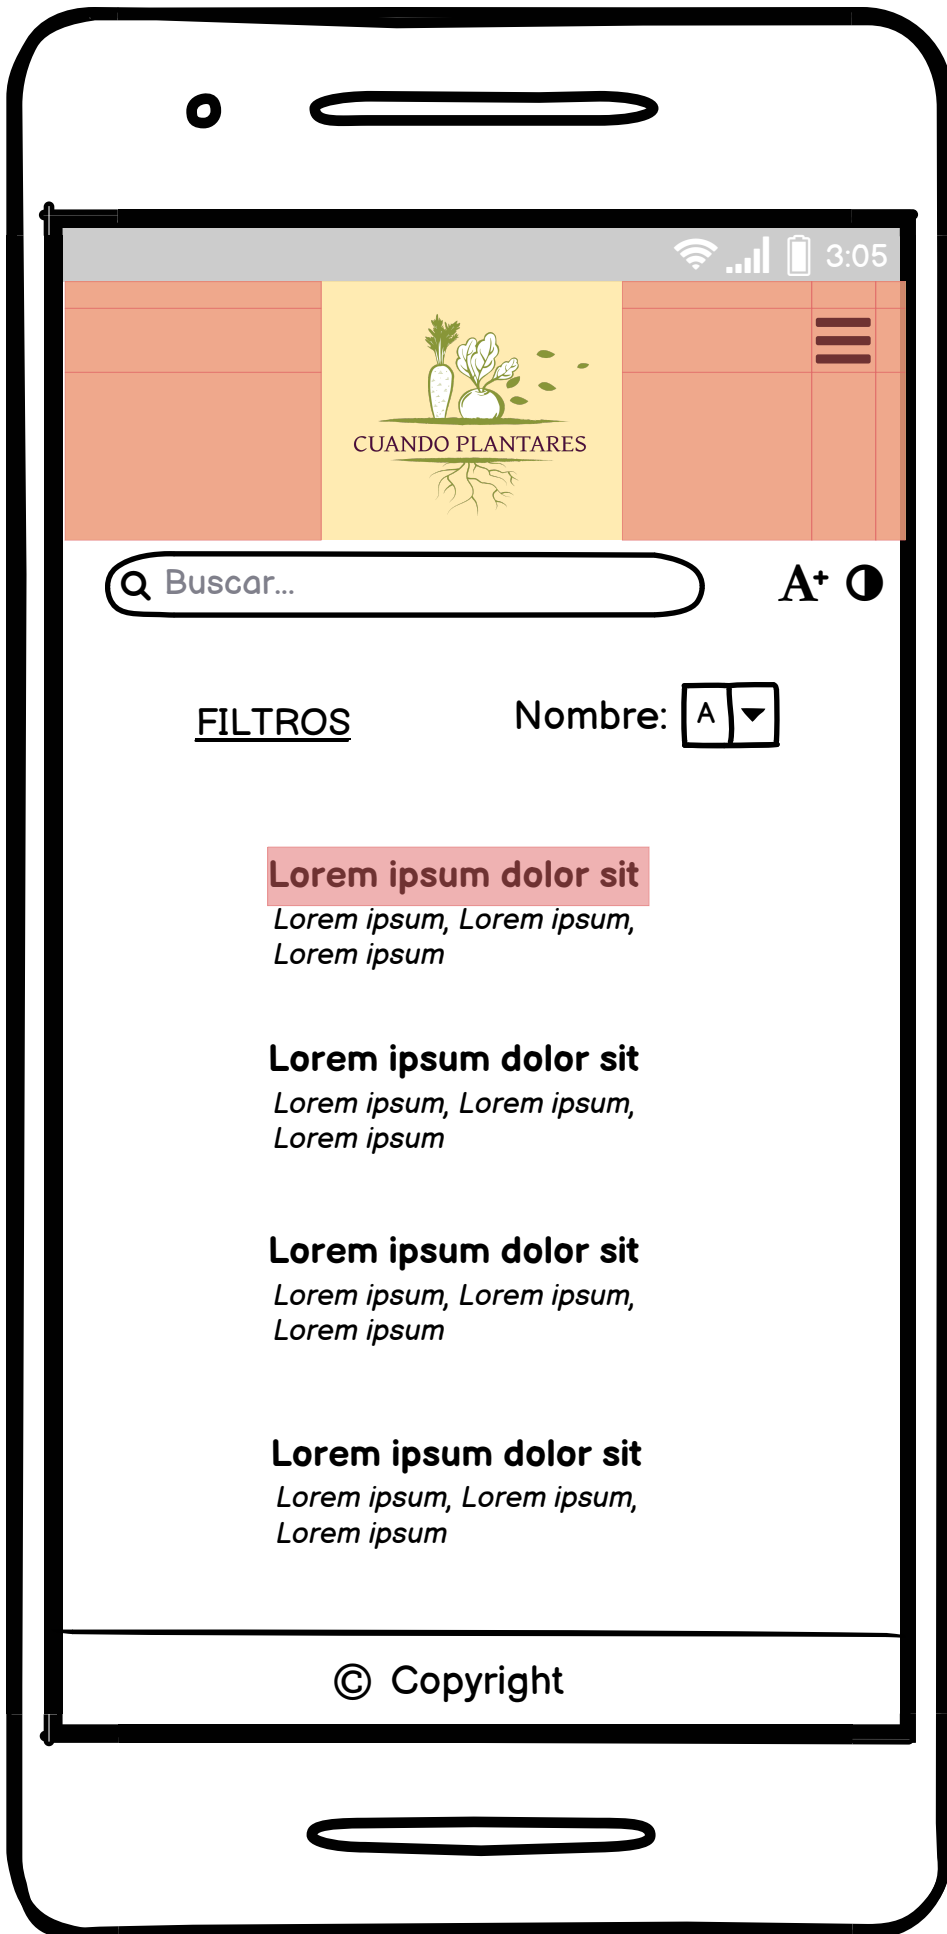 3:05
CUANDO PLANTARES
Buscar...
A+
FILTROS
Nombre: A
Lorem ipsum dolor sit
Lorem ipsum, Lorem ipsum,
Lorem ipsum
Lorem ipsum dolor sit
Lorem ipsum, Lorem ipsum,
Lorem ipsum
Lorem ipsum dolor sit
Lorem ipsum, Lorem ipsum,
Lorem ipsum
Lorem ipsum dolor sit
Lorem ipsum, Lorem ipsum,
Lorem ipsum
© Copyright